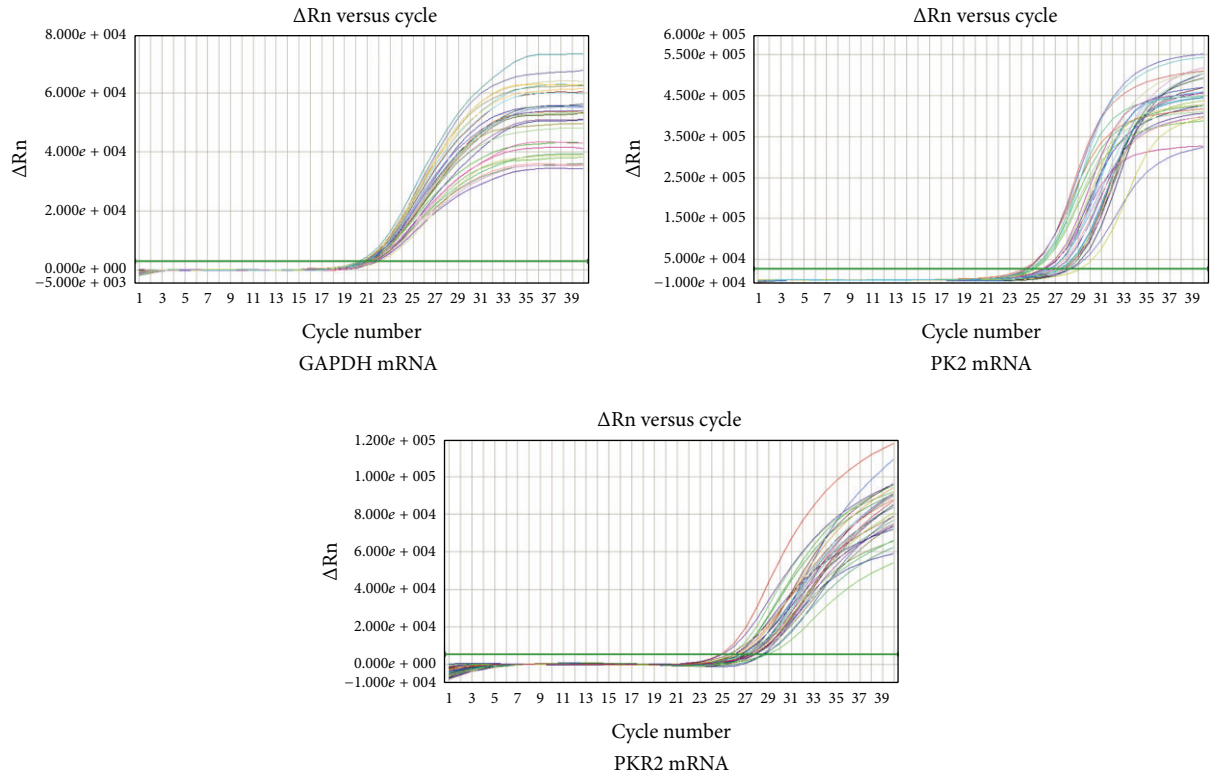 ΔRn versus cycle
8.000e + 004
6.000e + 004
4.000e + 004
2.000e + 004
0.000e + 000
−5.000e + 003
ΔRn
1 3 5 7 9 11 13 15 17 19 21 23 25 27 29 31 33 35 37 39
Cycle number
GAPDH mRNA
ΔRn versus cycle
6.000e + 005
5.500e + 005
4.500e + 005
3.500e + 005
2.500e + 005
1.500e + 005
5.000e + 004
−1.000e + 004
ΔRn
1 3 5 7 9 11 13 15 17 19 21 23 25 27 29 31 33 35 37 39
Cycle number
PK2 mRNA
ΔRn versus cycle
1.200e + 005
1.000e + 005
8.000e + 004
6.000e + 004
4.000e + 004
2.000e + 004
0.000e + 000
−1.000e + 004
ΔRn
1 3 5 7 9 11 13 15 17 19 21 23 25 27 29 31 33 35 37 39
Cycle number
PKR2 mRNA